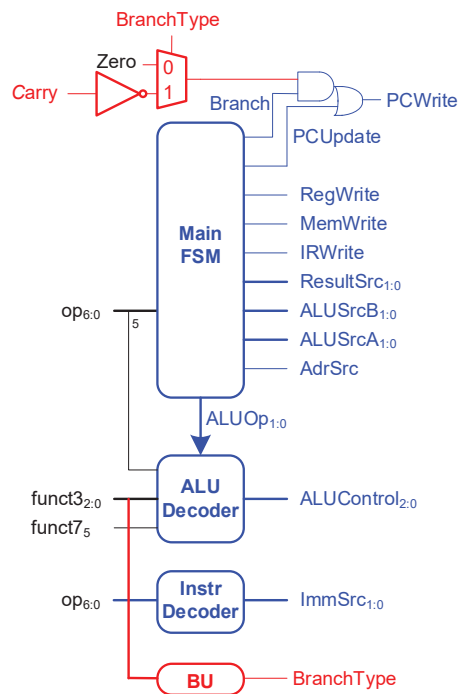 BranchType
Zero
0
Carry
1
Branch
PCWrite
PCUpdate
Main
FSM
RegWrite
MemWrite
IRWrite
ResultSrc1:0
op6:0
5
ALUSrcB1:0
ALUSrcA1:0
AdrSrc
ALUOp1:0
funct32:0
ALU
Decoder
ALUControl2:0
funct75
op6:0
Instr
Decoder
ImmSrc1:0
BU
BranchType